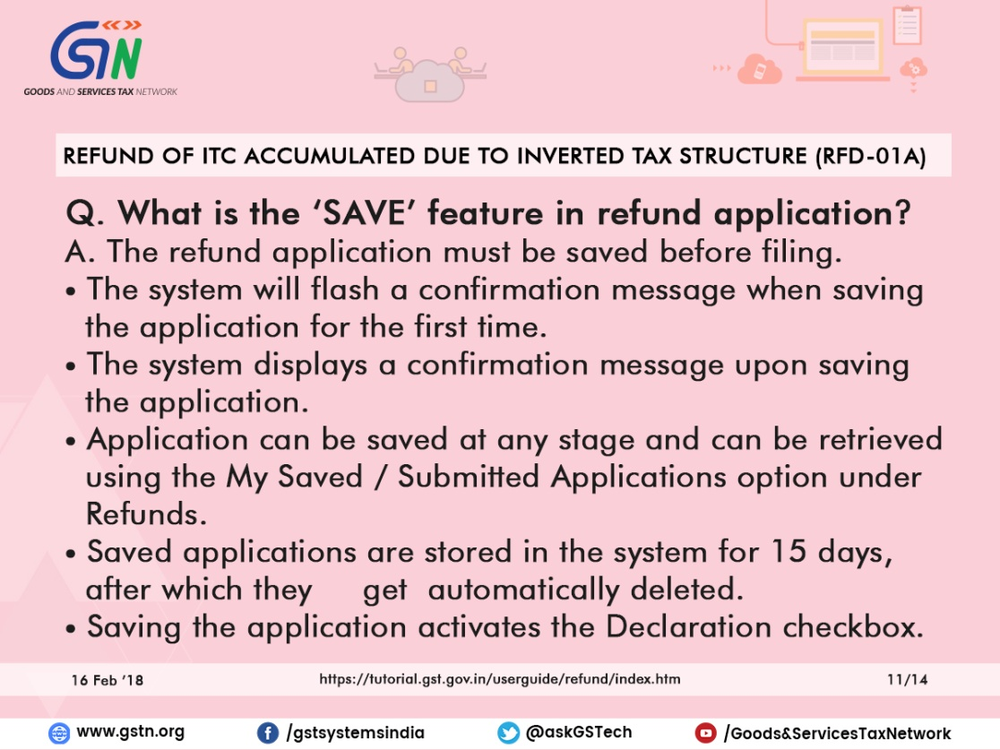 GSTN
GOODS AND SERVICES TAX NETWORK
REFUND OF ITC ACCUMULATED DUE TO INVERTED TAX STRUCTURE (RFD-01A)
Q. What is the ‘SAVE’ feature in refund application?
A. The refund application must be saved before filing.
• The system will flash a confirmation message when saving
the application for the first time.
• The system displays a confirmation message upon saving
the application.
• Application can be saved at any stage and can be retrieved
using the My Saved / Submitted Applications option under
Refunds.
• Saved applications are stored in the system for 15 days,
after which they get automatically deleted.
• Saving the application activates the Declaration checkbox.
16 Feb ’18 https://tutorial.gst.gov.in/userguide/refund/index.htm 11/14
www.gstn.org /gstsystemsindia @askGSTech /Goods&ServicesTaxNetwork